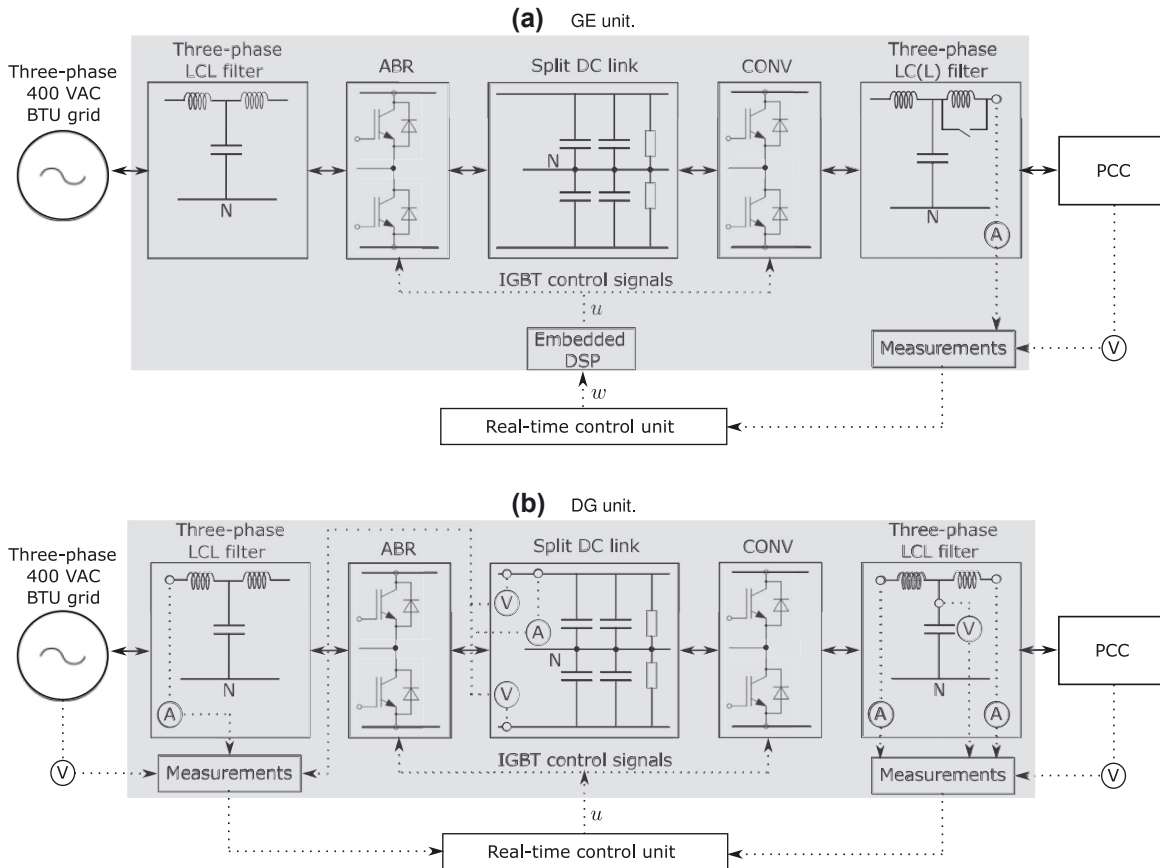 (a) GE unit.
Three-phase
400 VAC
BTU grid
Three-phase
LCL filter
ABR
Split DC link
CONV
Three-phase
LC(L) filter
N
N
N
A
PCC
IGBT control signals
u
Embedded
DSP
Measurements
V
w
Real-time control unit
(b) DG unit.
Three-phase
400 VAC
BTU grid
Three-phase
LCL filter
ABR
Split DC link
CONV
Three-phase
LCL filter
V
A
V
N
N
N
V
A
A
A
PCC
IGBT control signals
V
Measurements
Measurements
V
u
Real-time control unit